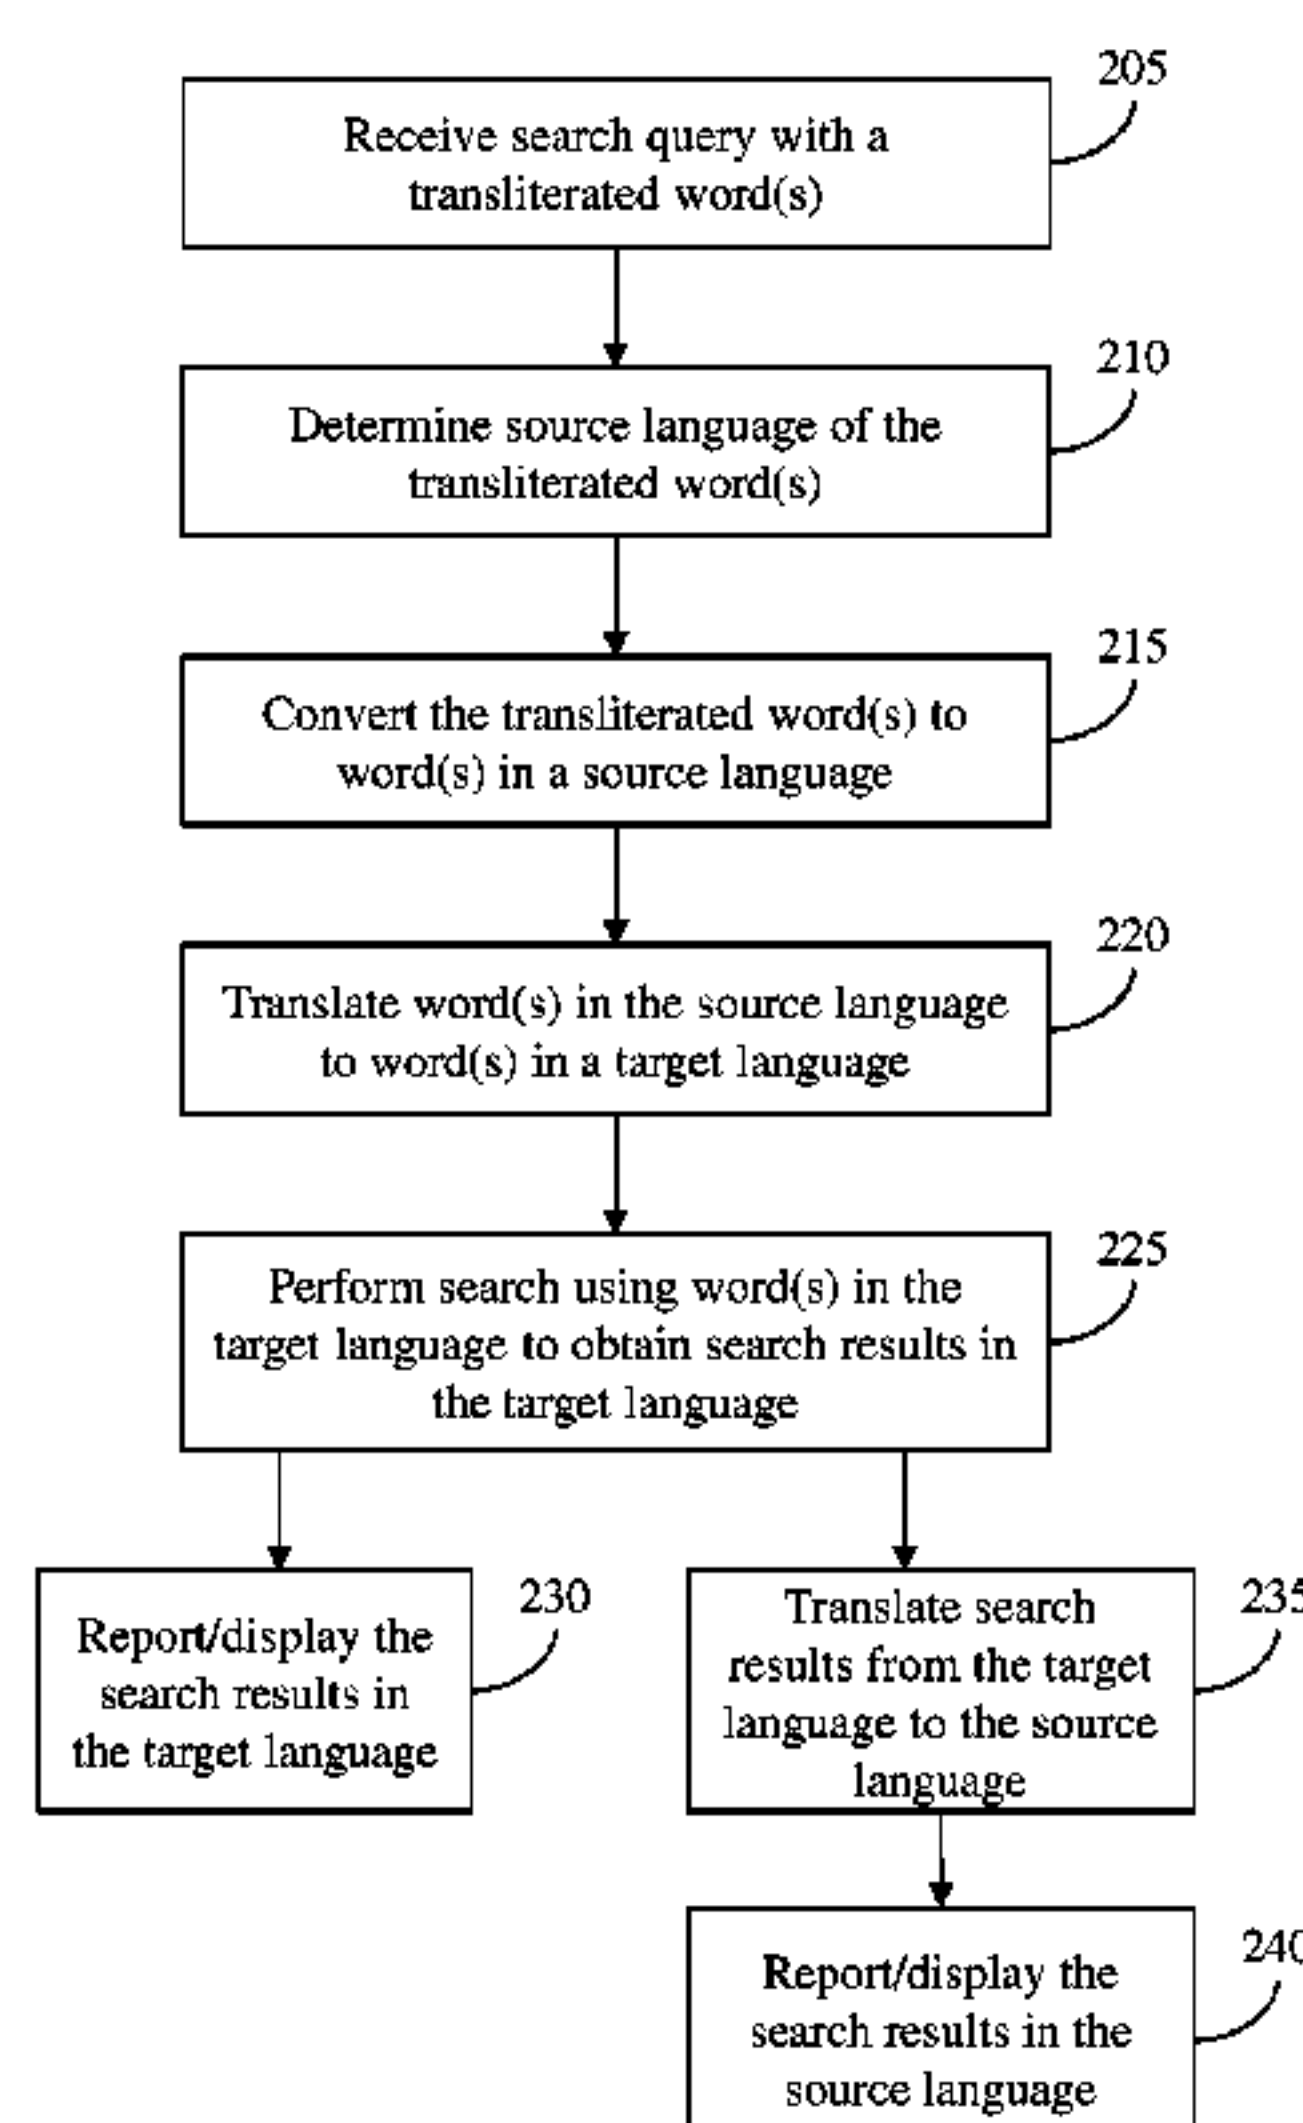 205
Receive search query with a
transliterated word(s)
210
Determine source language of the
transliterated word(s)
215
Convert the transliterated word(s) to
word(s) in a source language
220
Translate word(s) in the source language
to word(s) in a target language
225
Perform search using word(s) in the
target language to obtain search results in
the target language
230
Report/display the
search results in
the target language
235
Translate search
results from the target
language to the source
language
240
Report/display the
search results in the
source language